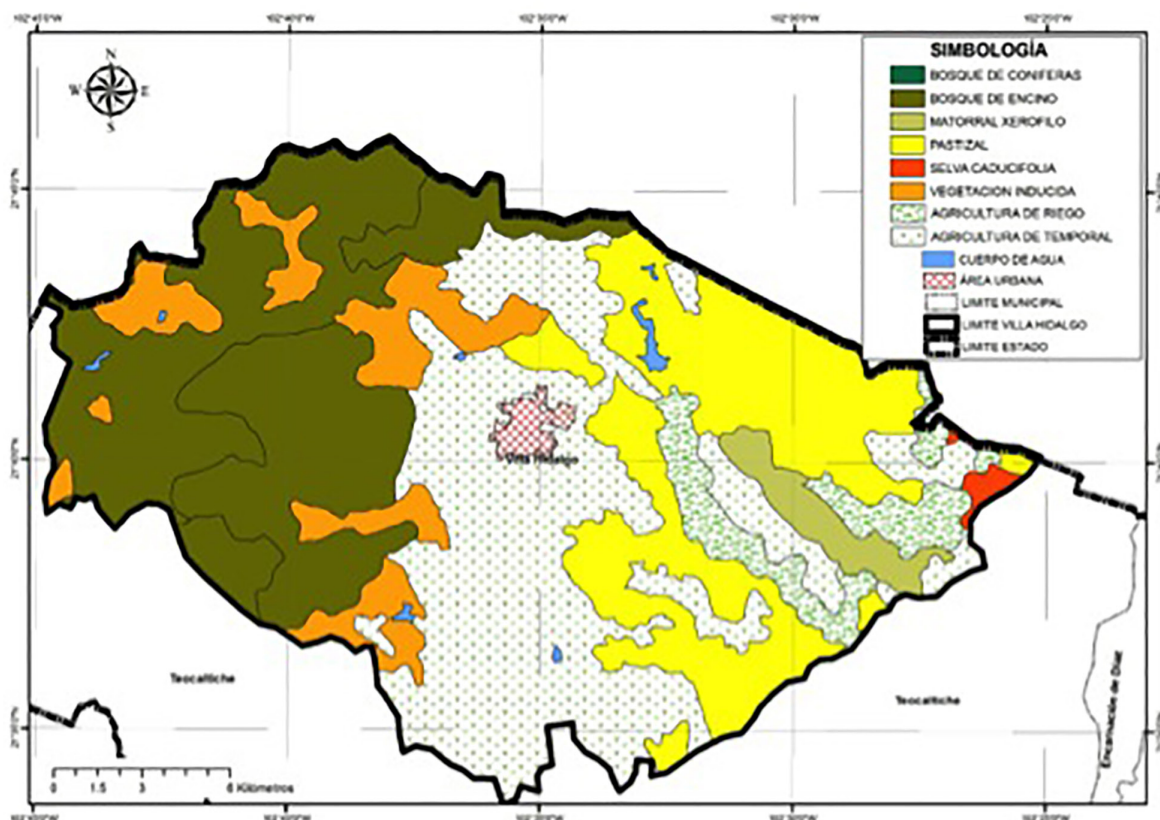 N
W E
S
SIMBOLOGÍA
BOSQUE DE CONIFERAS
BOSQUE DE ENCINO
MATORRAL XEROFILO
PASTIZAL
SELVA CADUCIFOLIA
VEGETACION INDUCIDA
AGRICULTURA DE RIEGO
AGRICULTURA DE TEMPORAL
CUERPO DE AGUA
ÁREA URBANA
LIMITE MUNICIPAL
LIMITE VILLA HIDALGO
LIMITE ESTADO
Villa Hidalgo
Teocaltiche
Teocaltiche
Encarnación de Díaz
0 1.5 3 6 Kilómetros